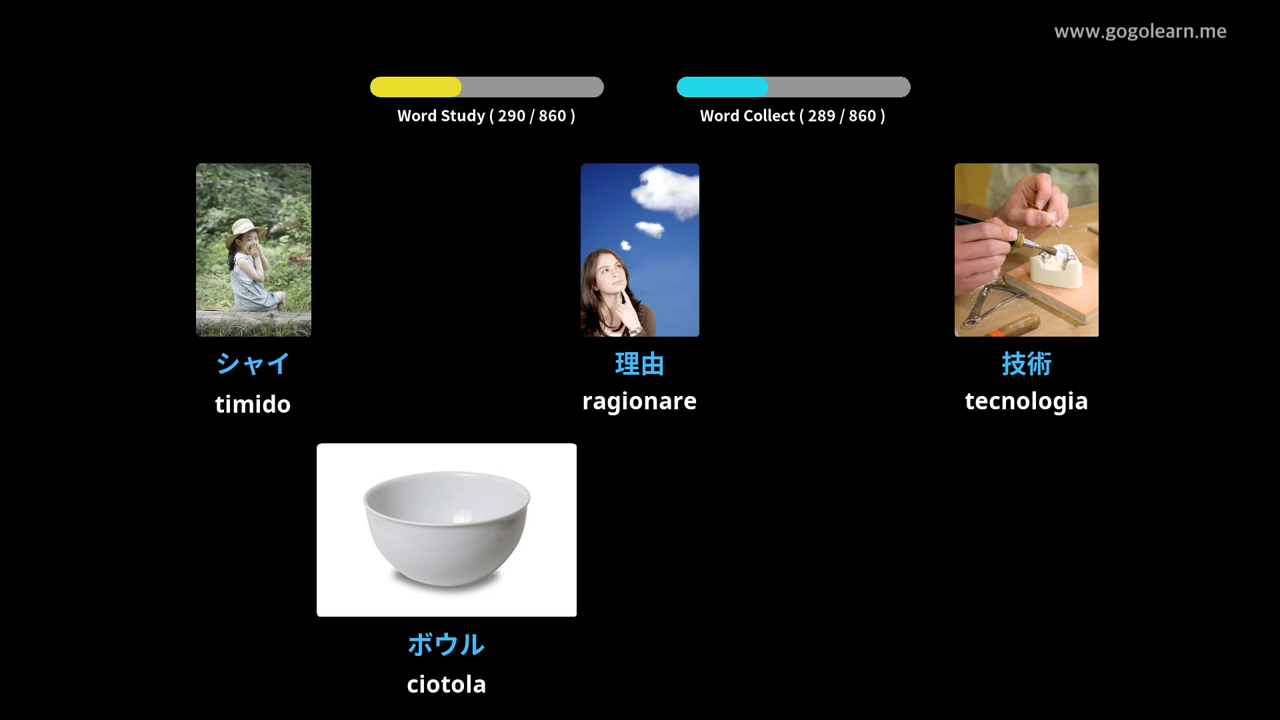 www.gogolearn.me
Word Study ( 290 / 860 )
Word Collect ( 289 / 860 )
シャイ
timido
理由
ragionare
技術
tecnologia
ボウル
ciotola